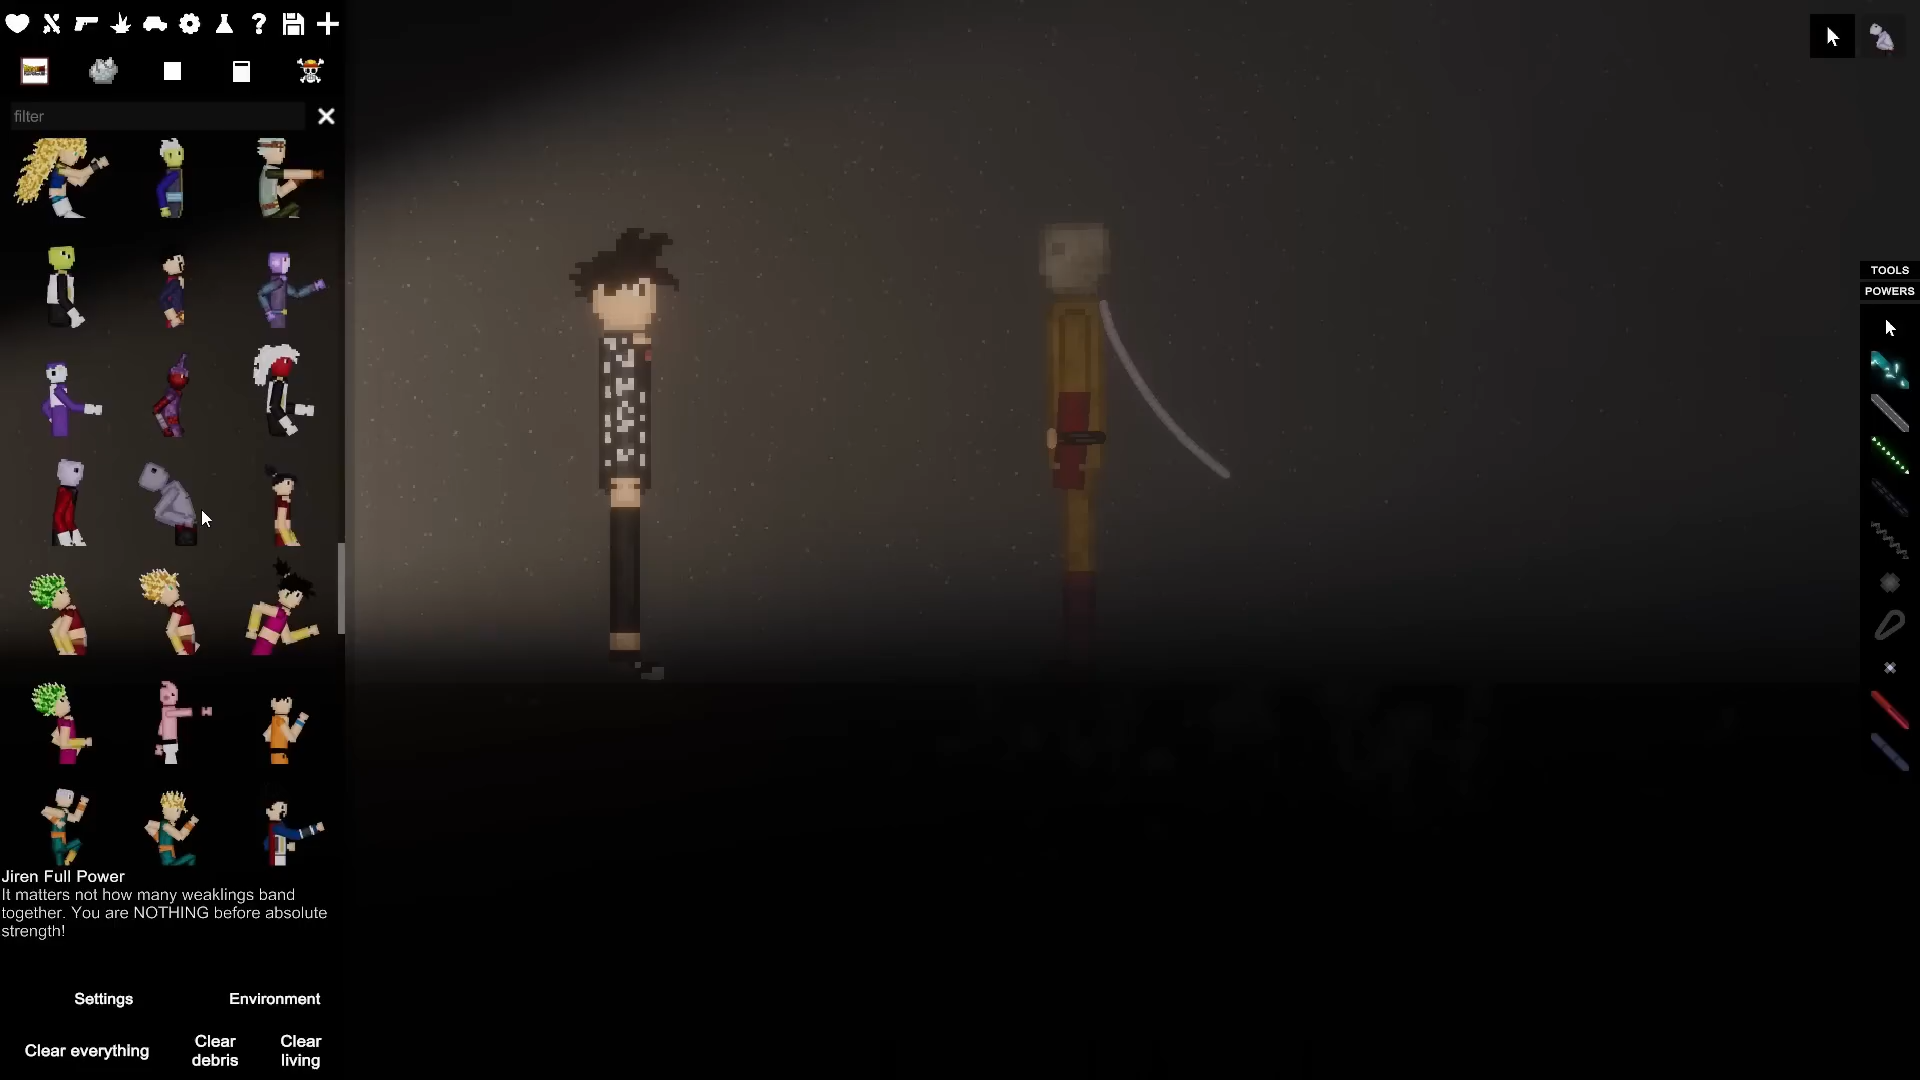 filter
TOOLS
POWERS
Jiren Full Power
It matters not how many weaklings band
together. You are NOTHING before absolute
strength!
Settings
Environment
Clear everything
Clear
debris
Clear
living